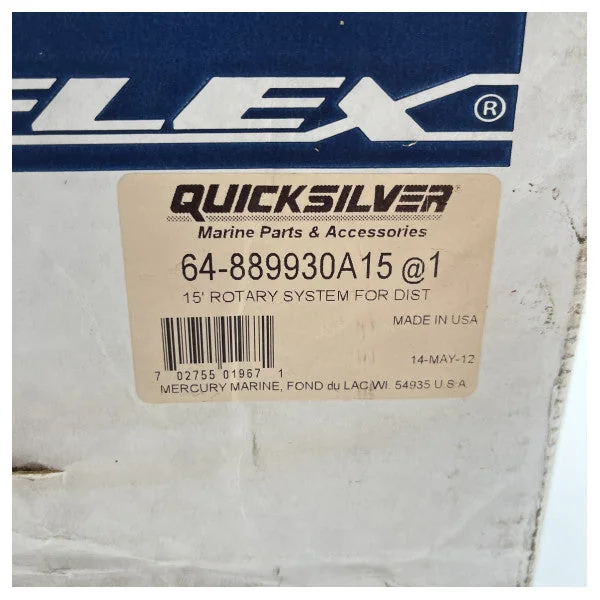 FLEX®
QUICKSILVER®
Marine Parts & Accessories
64-889930A15 @1
15' ROTARY SYSTEM FOR DIST
MADE IN USA
7 02755 01967 1
14-MAY-12
MERCURY MARINE, FOND du LAC, WI. 54935 U.S.A.